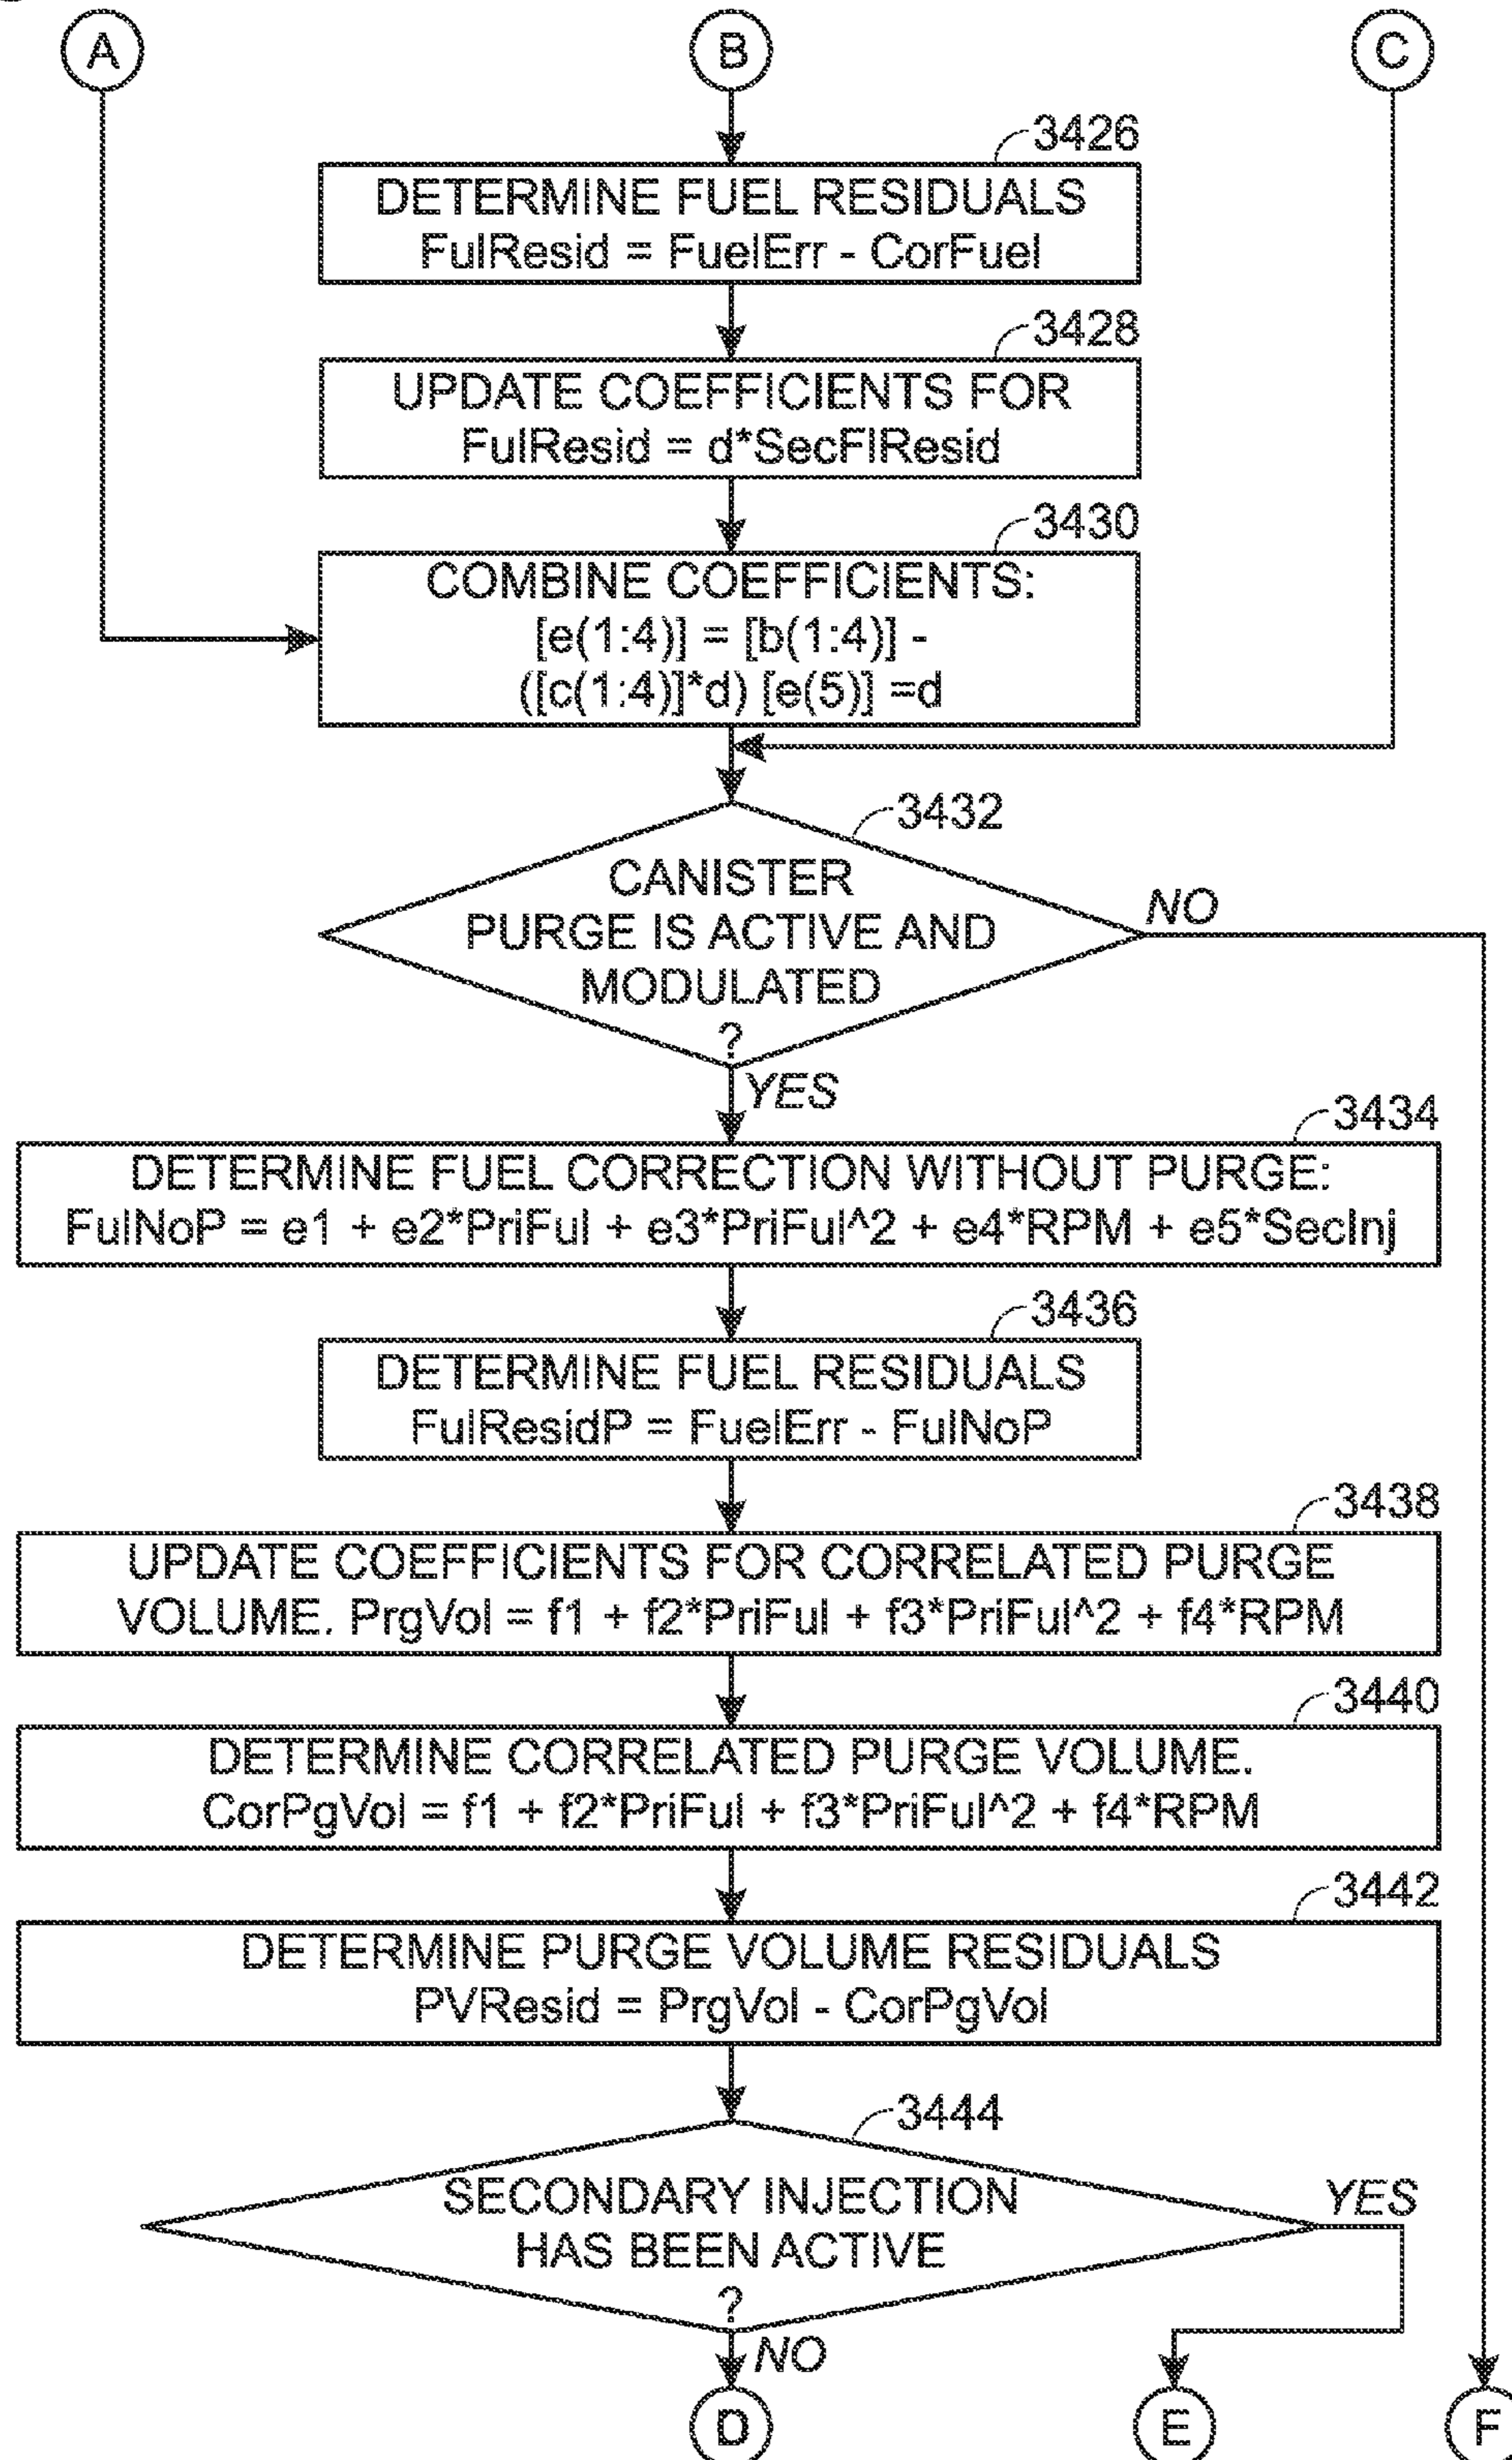 A
B
C
3426
DETERMINE FUEL RESIDUALS
FulResid = FuelErr - CorFuel
3428
UPDATE COEFFICIENTS FOR
FulResid = d*SecFlResid
3430
COMBINE COEFFICIENTS:
[e(1:4)] = [b(1:4)] -
([c(1:4)]*d) [e(5)] =d
3432
CANISTER
PURGE IS ACTIVE AND
MODULATED
?
NO
YES
3434
DETERMINE FUEL CORRECTION WITHOUT PURGE:
FulNoP = e1 + e2*PriFul + e3*PriFul^2 + e4*RPM + e5*SecInj
3436
DETERMINE FUEL RESIDUALS
FulResidP = FuelErr - FulNoP
3438
UPDATE COEFFICIENTS FOR CORRELATED PURGE
VOLUME. PrgVol = f1 + f2*PriFul + f3*PriFul^2 + f4*RPM
3440
DETERMINE CORRELATED PURGE VOLUME.
CorPgVol = f1 + f2*PriFul + f3*PriFul^2 + f4*RPM
3442
DETERMINE PURGE VOLUME RESIDUALS
PVResid = PrgVol - CorPgVol
3444
SECONDARY INJECTION
HAS BEEN ACTIVE
?
YES
NO
D
E
F